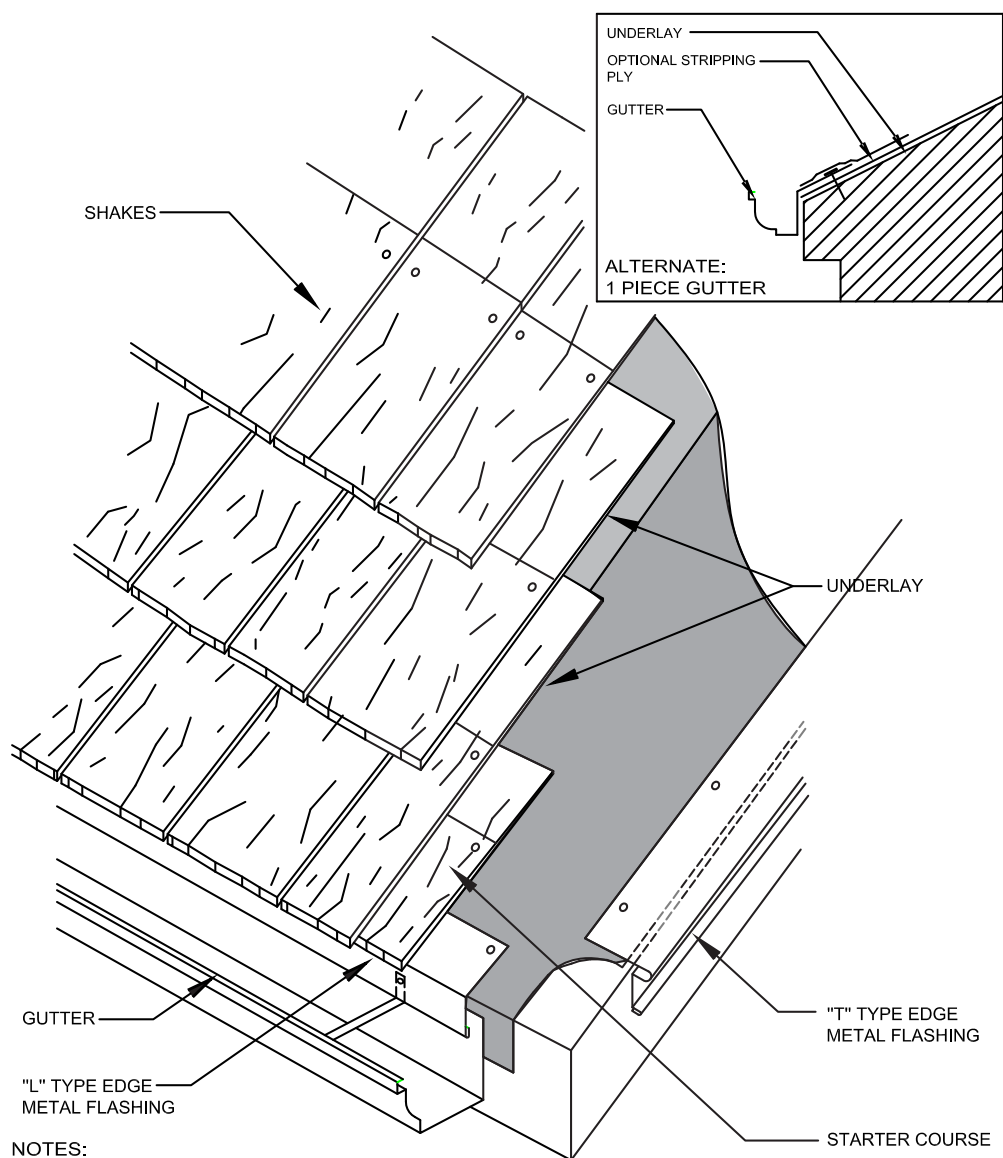 UNDERLAY
OPTIONAL STRIPPING
PLY
GUTTER
ALTERNATE:
1 PIECE GUTTER
SHAKES
UNDERLAY
GUTTER
"L" TYPE EDGE
METAL FLASHING
"T" TYPE EDGE
METAL FLASHING
STARTER COURSE
NOTES: